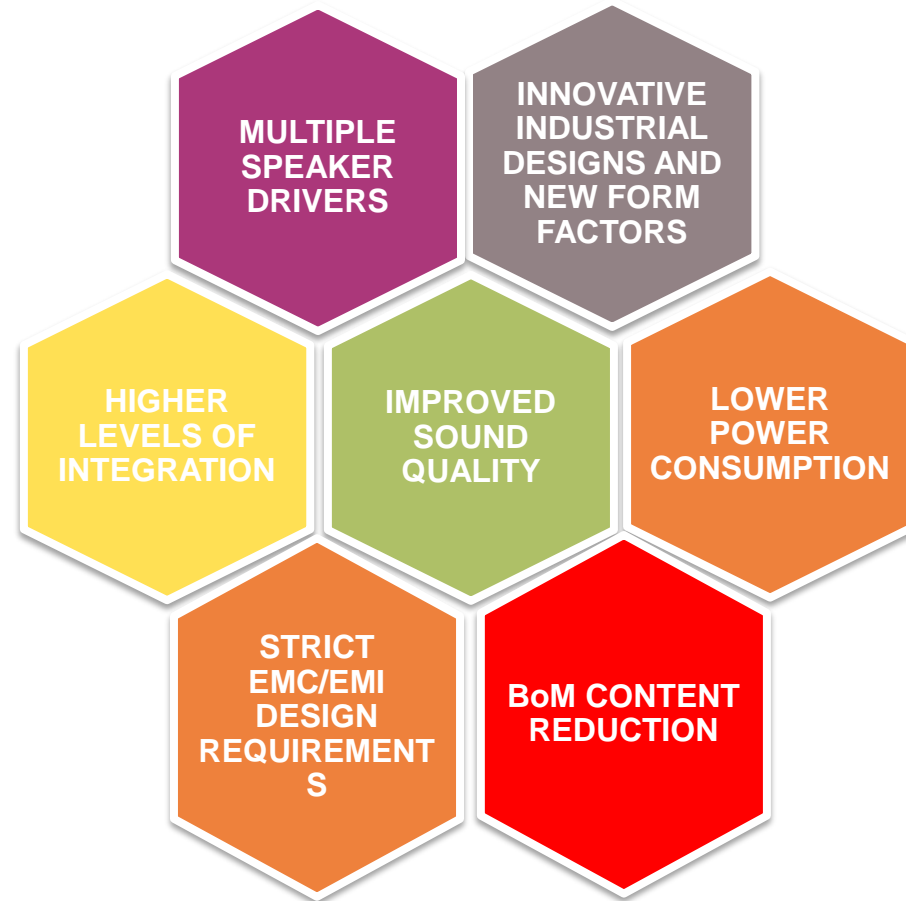 MULTIPLE
SPEAKER
DRIVERS
INNOVATIVE
INDUSTRIAL
DESIGNS AND
NEW FORM
FACTORS
HIGHER
LEVELS OF
INTEGRATION
IMPROVED
SOUND
QUALITY
LOWER
POWER
CONSUMPTION
STRICT
EMC/EMI
DESIGN
REQUIREMENT
S
BoM CONTENT
REDUCTION